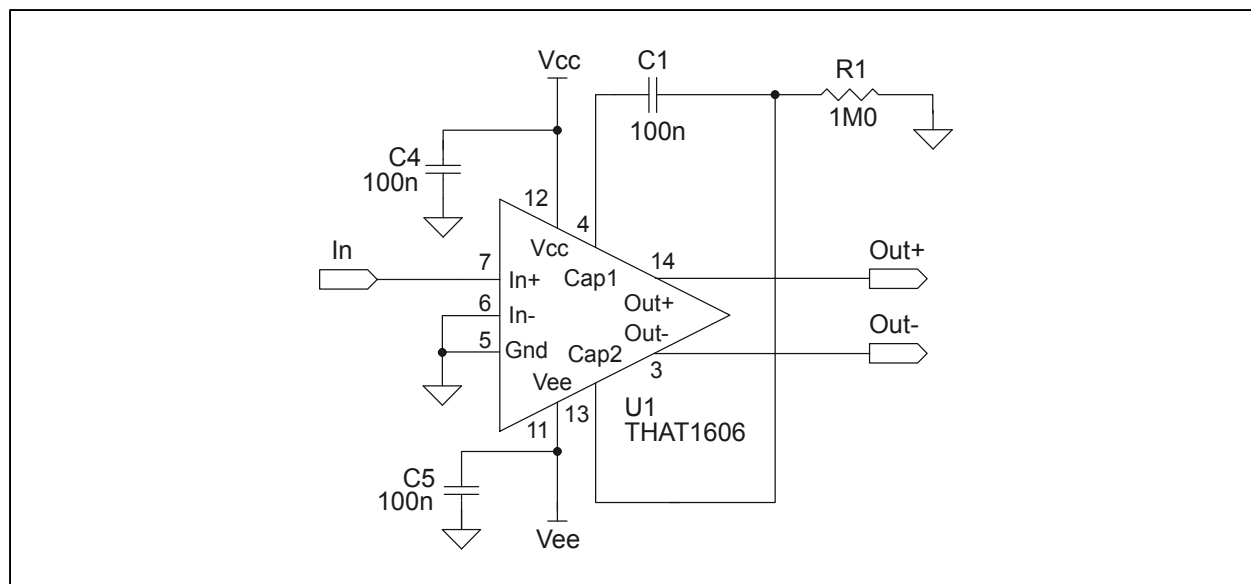 Vcc
C1
R1
100n
1M0
C4
100n
12
4
Vcc
In
7
In+
Cap1
14
Out+
Out+
6
In-
Out-
Out-
5
Gnd
Cap2
3
Vee
13
11
U1
THAT1606
C5
100n
Vee